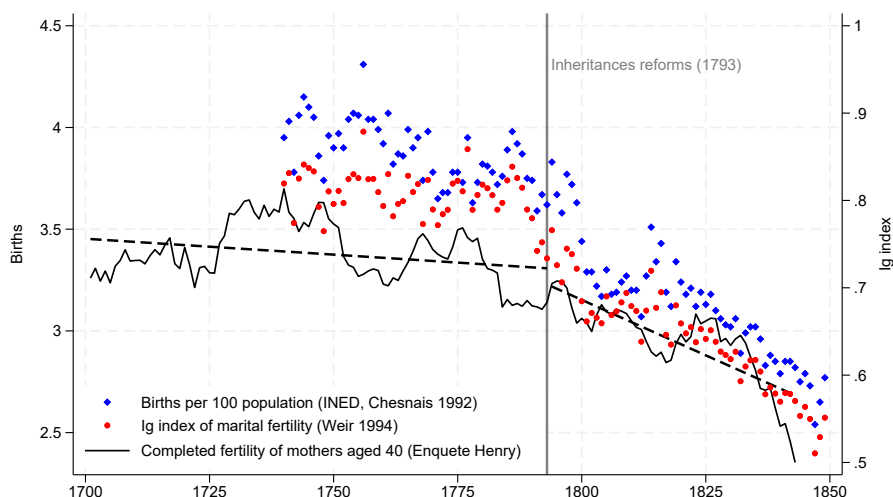 4.5
4
3.5
3
2.5
Births
1
.9
.8
.7
.6
.5
Ig index
Inheritances reforms (1793)
Births per 100 population (INED, Chesnais 1992)
Ig index of marital fertility (Weir 1994)
Completed fertility of mothers aged 40 (Enquete Henry)
1700 1725 1750 1775 1800 1825 1850